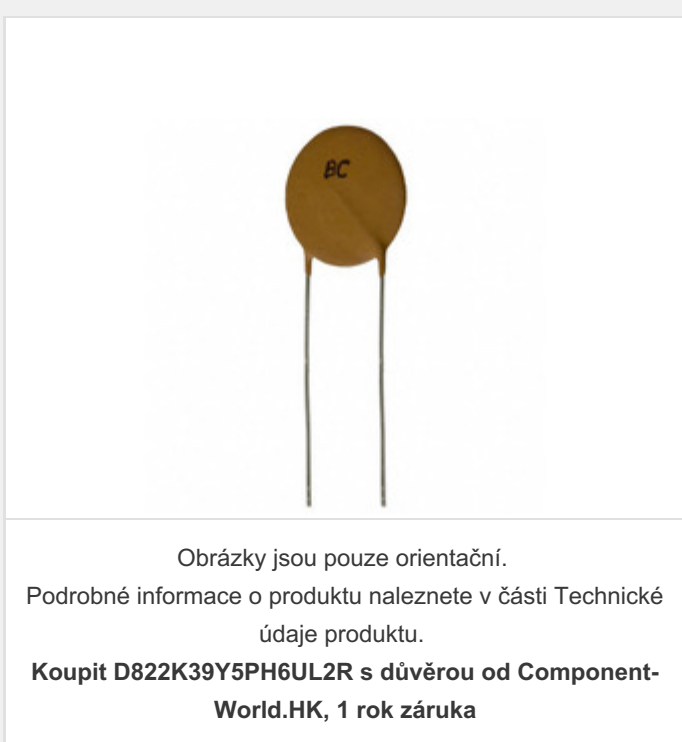 BC
Obrázky jsou pouze orientační.
Podrobné informace o produktu naleznete v části Technické
údaje produktu.
Koupit D822K39Y5PH6UL2R s důvěrou od Component-
World.HK, 1 rok záruka